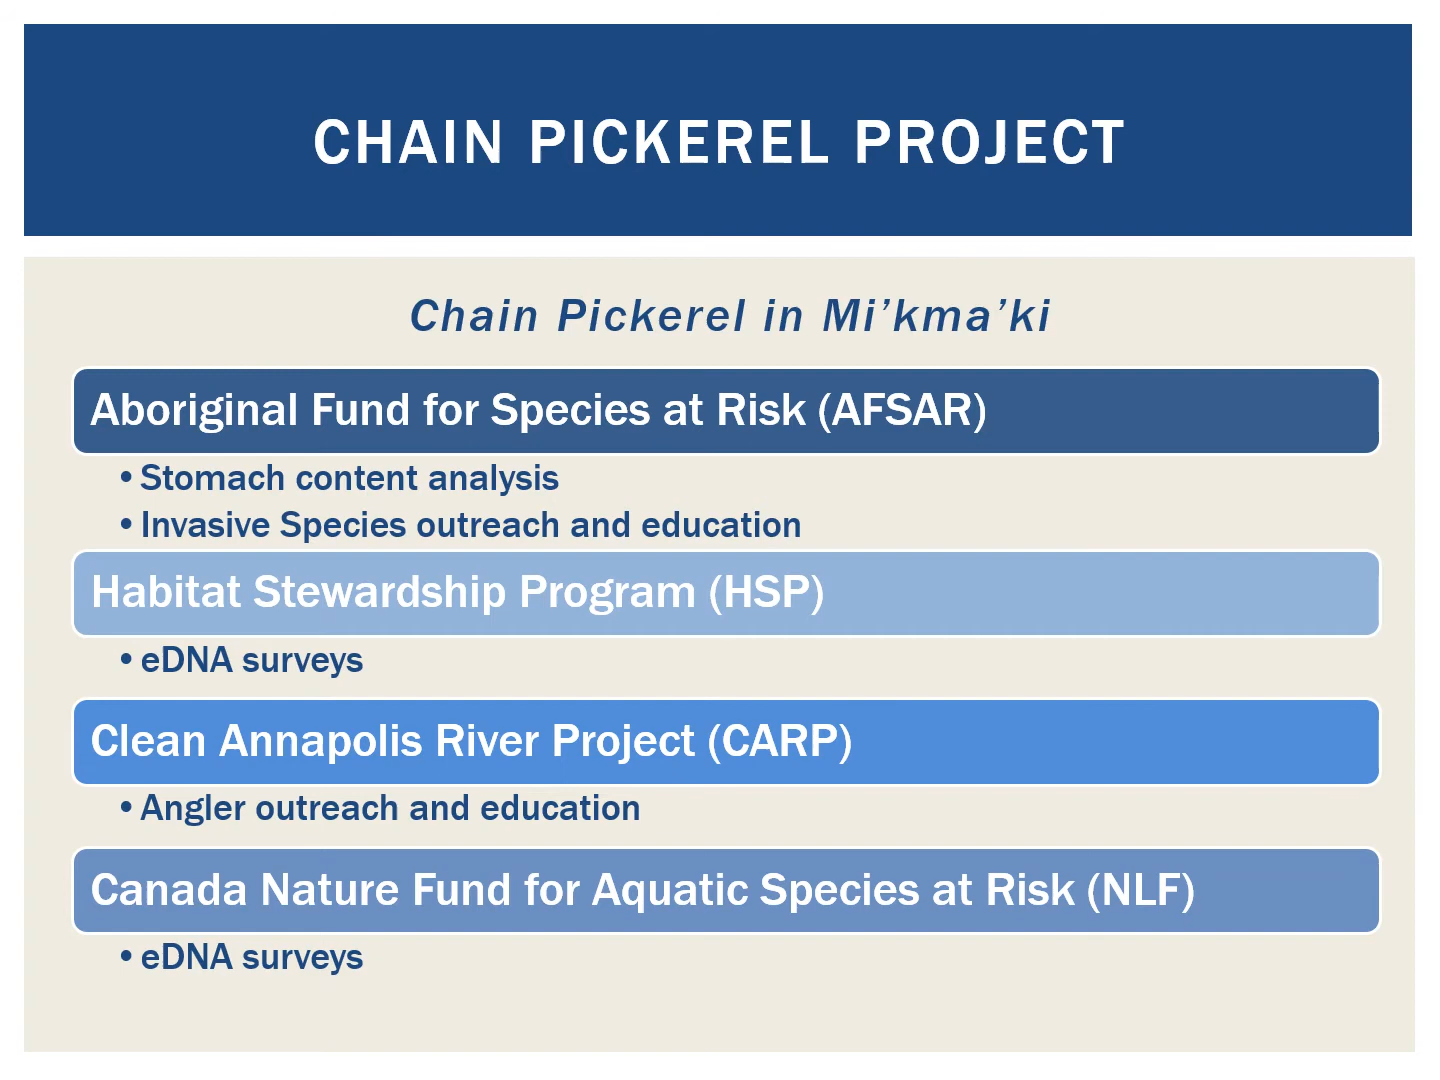 CHAIN PICKEREL PROJECT
Chain Pickerel in Mi’kma’ki
Aboriginal Fund for Species at Risk (AFSAR)
• Stomach content analysis
• Invasive Species outreach and education
Habitat Stewardship Program (HSP)
• eDNA surveys
Clean Annapolis River Project (CARP)
• Angler outreach and education
Canada Nature Fund for Aquatic Species at Risk (NLF)
• eDNA surveys